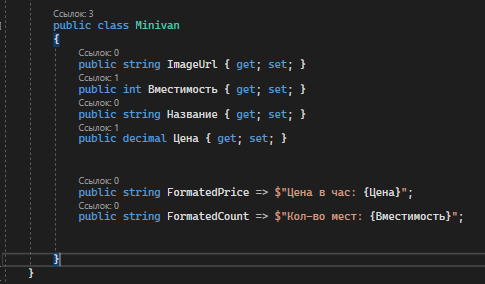 Ссылок: 3
public class Minivan
{
Ссылок: 0
public string ImageUrl { get; set; }
Ссылок: 1
public int Вместимость { get; set; }
Ссылок: 0
public string Название { get; set; }
Ссылок: 1
public decimal Цена { get; set; }
Ссылок: 0
public string FormatedPrice => $"Цена в час: {Цена}";
Ссылок: 0
public string FormatedCount => $"Кол-во мест: {Вместимость}";
}
}